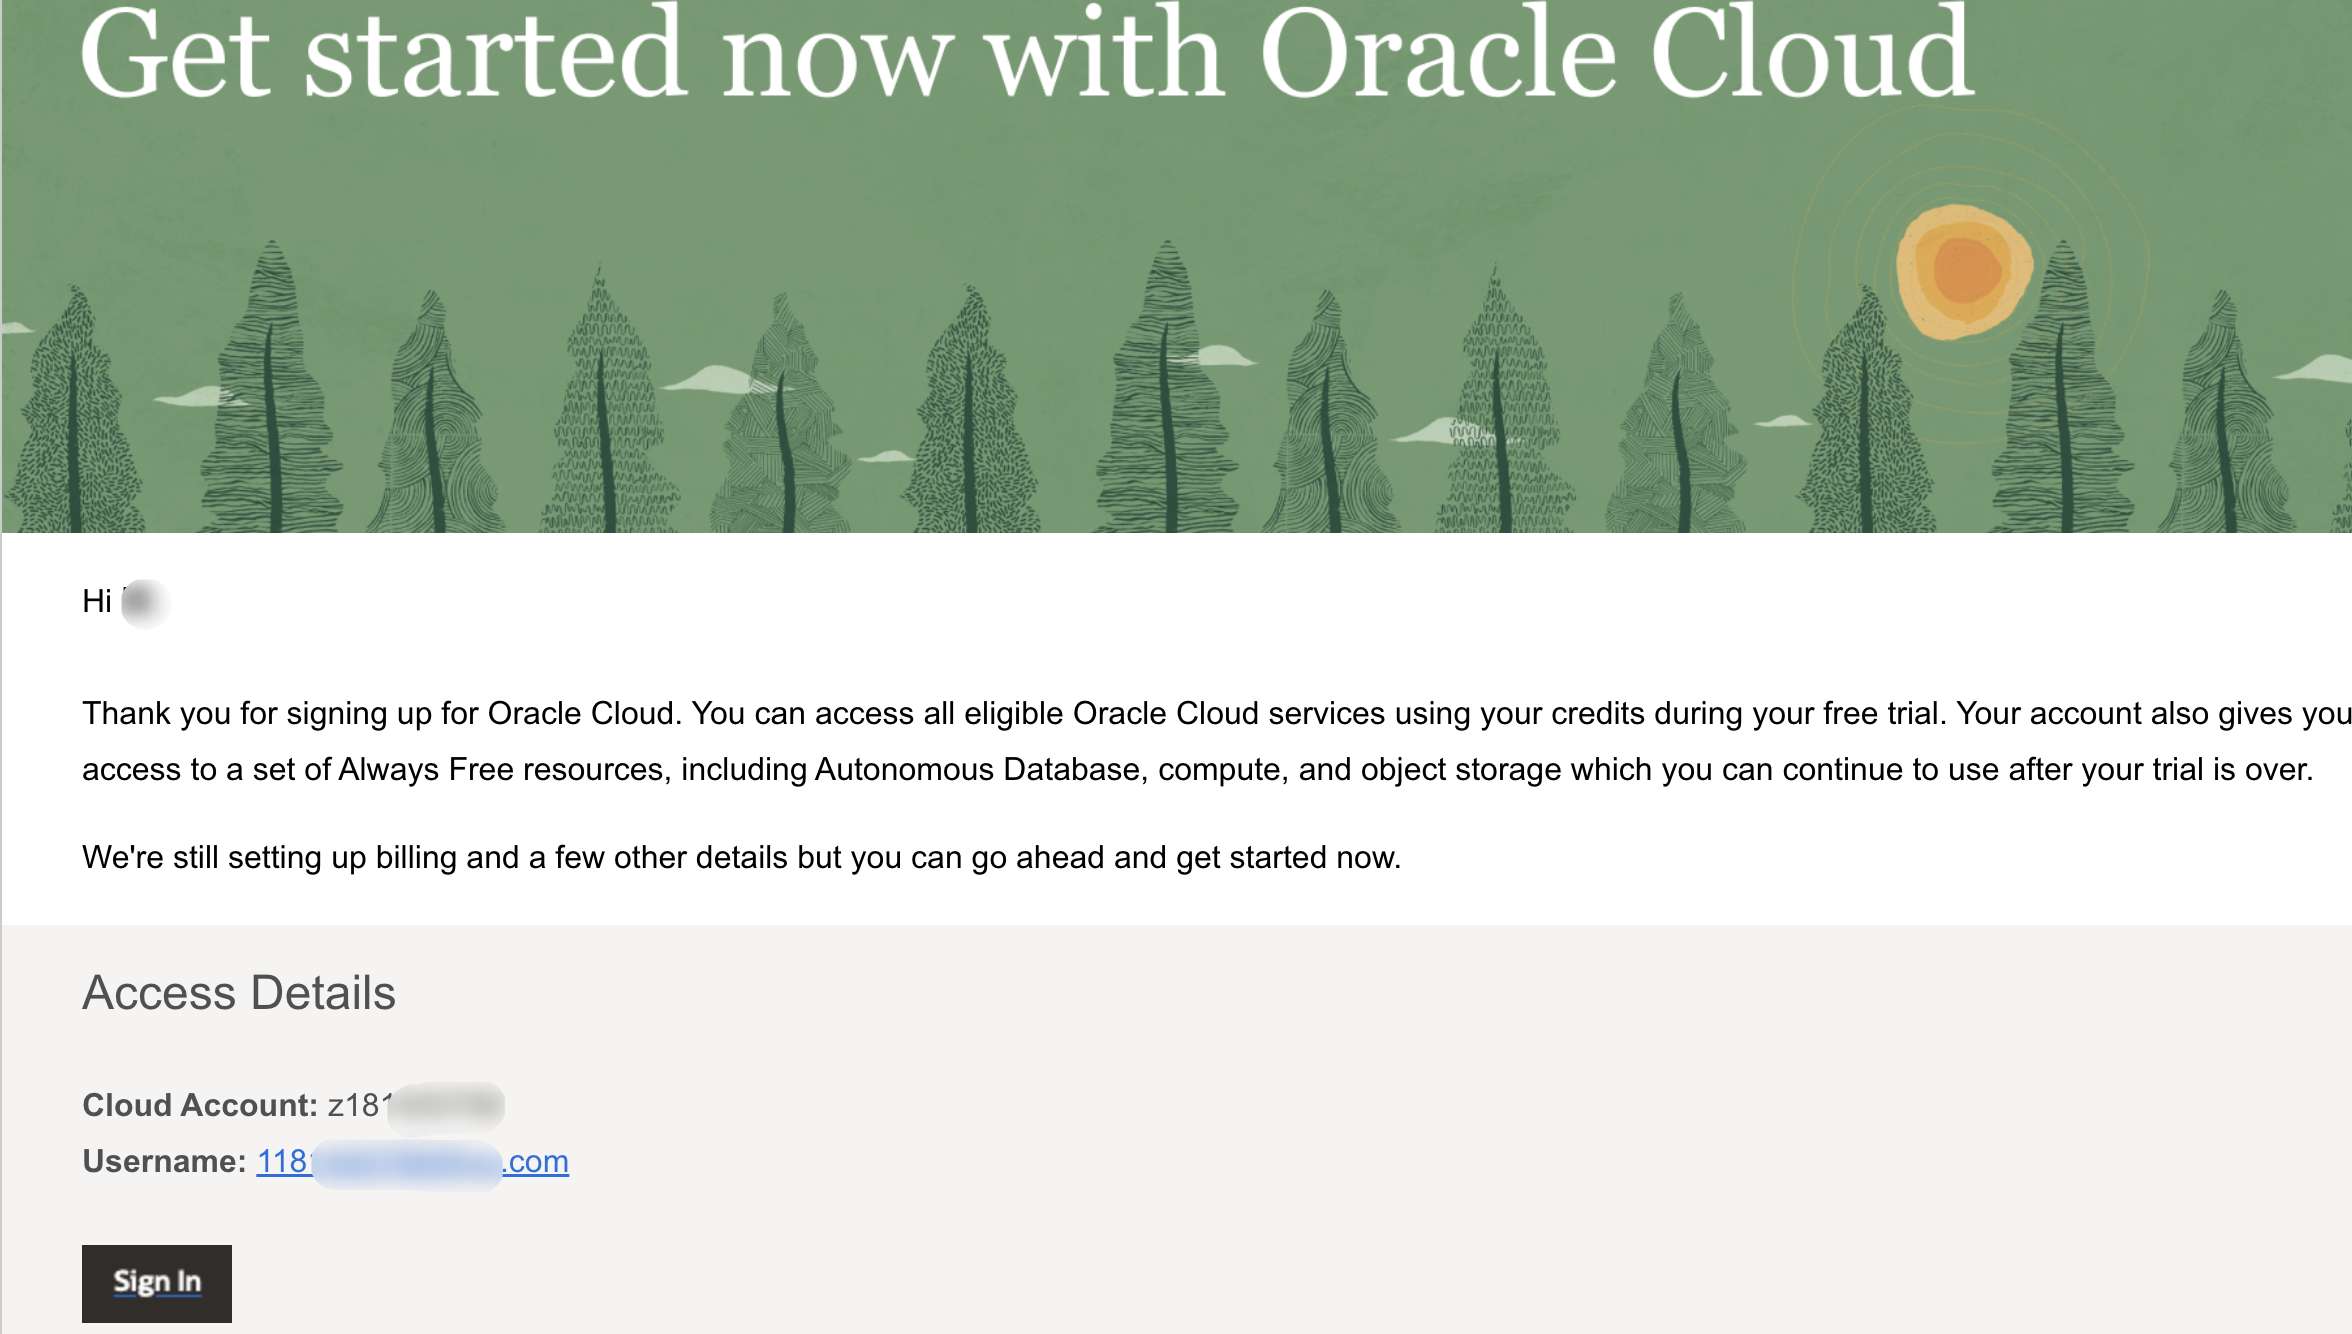 Get started now with Oracle Cloud
Hi
Thank you for signing up for Oracle Cloud. You can access all eligible Oracle Cloud services using your credits during your free trial. Your account also gives you
access to a set of Always Free resources, including Autonomous Database, compute, and object storage which you can continue to use after your trial is over.
We're still setting up billing and a few other details but you can go ahead and get started now.
Access Details
Cloud Account: z181
Username: 118 .com
Sign In